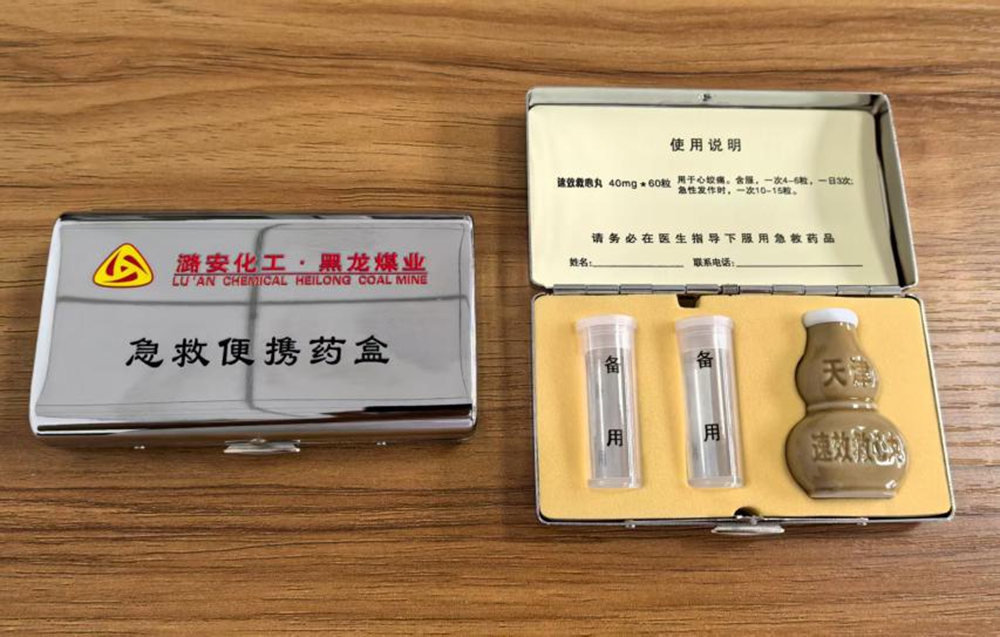 潞安化工·黑龙煤业
LU'AN CHEMICAL HEILONG COAL MINE
急救便携药盒
使用说明
速效救心丸 40mg★60粒 用于心绞痛。含服，一次4-6粒，一日3次;
急性发作时，一次10-15粒。
请务必在医生指导下服用急救药品
姓名:________ 联系电话:________
备用
备用
天津
速效救心丸